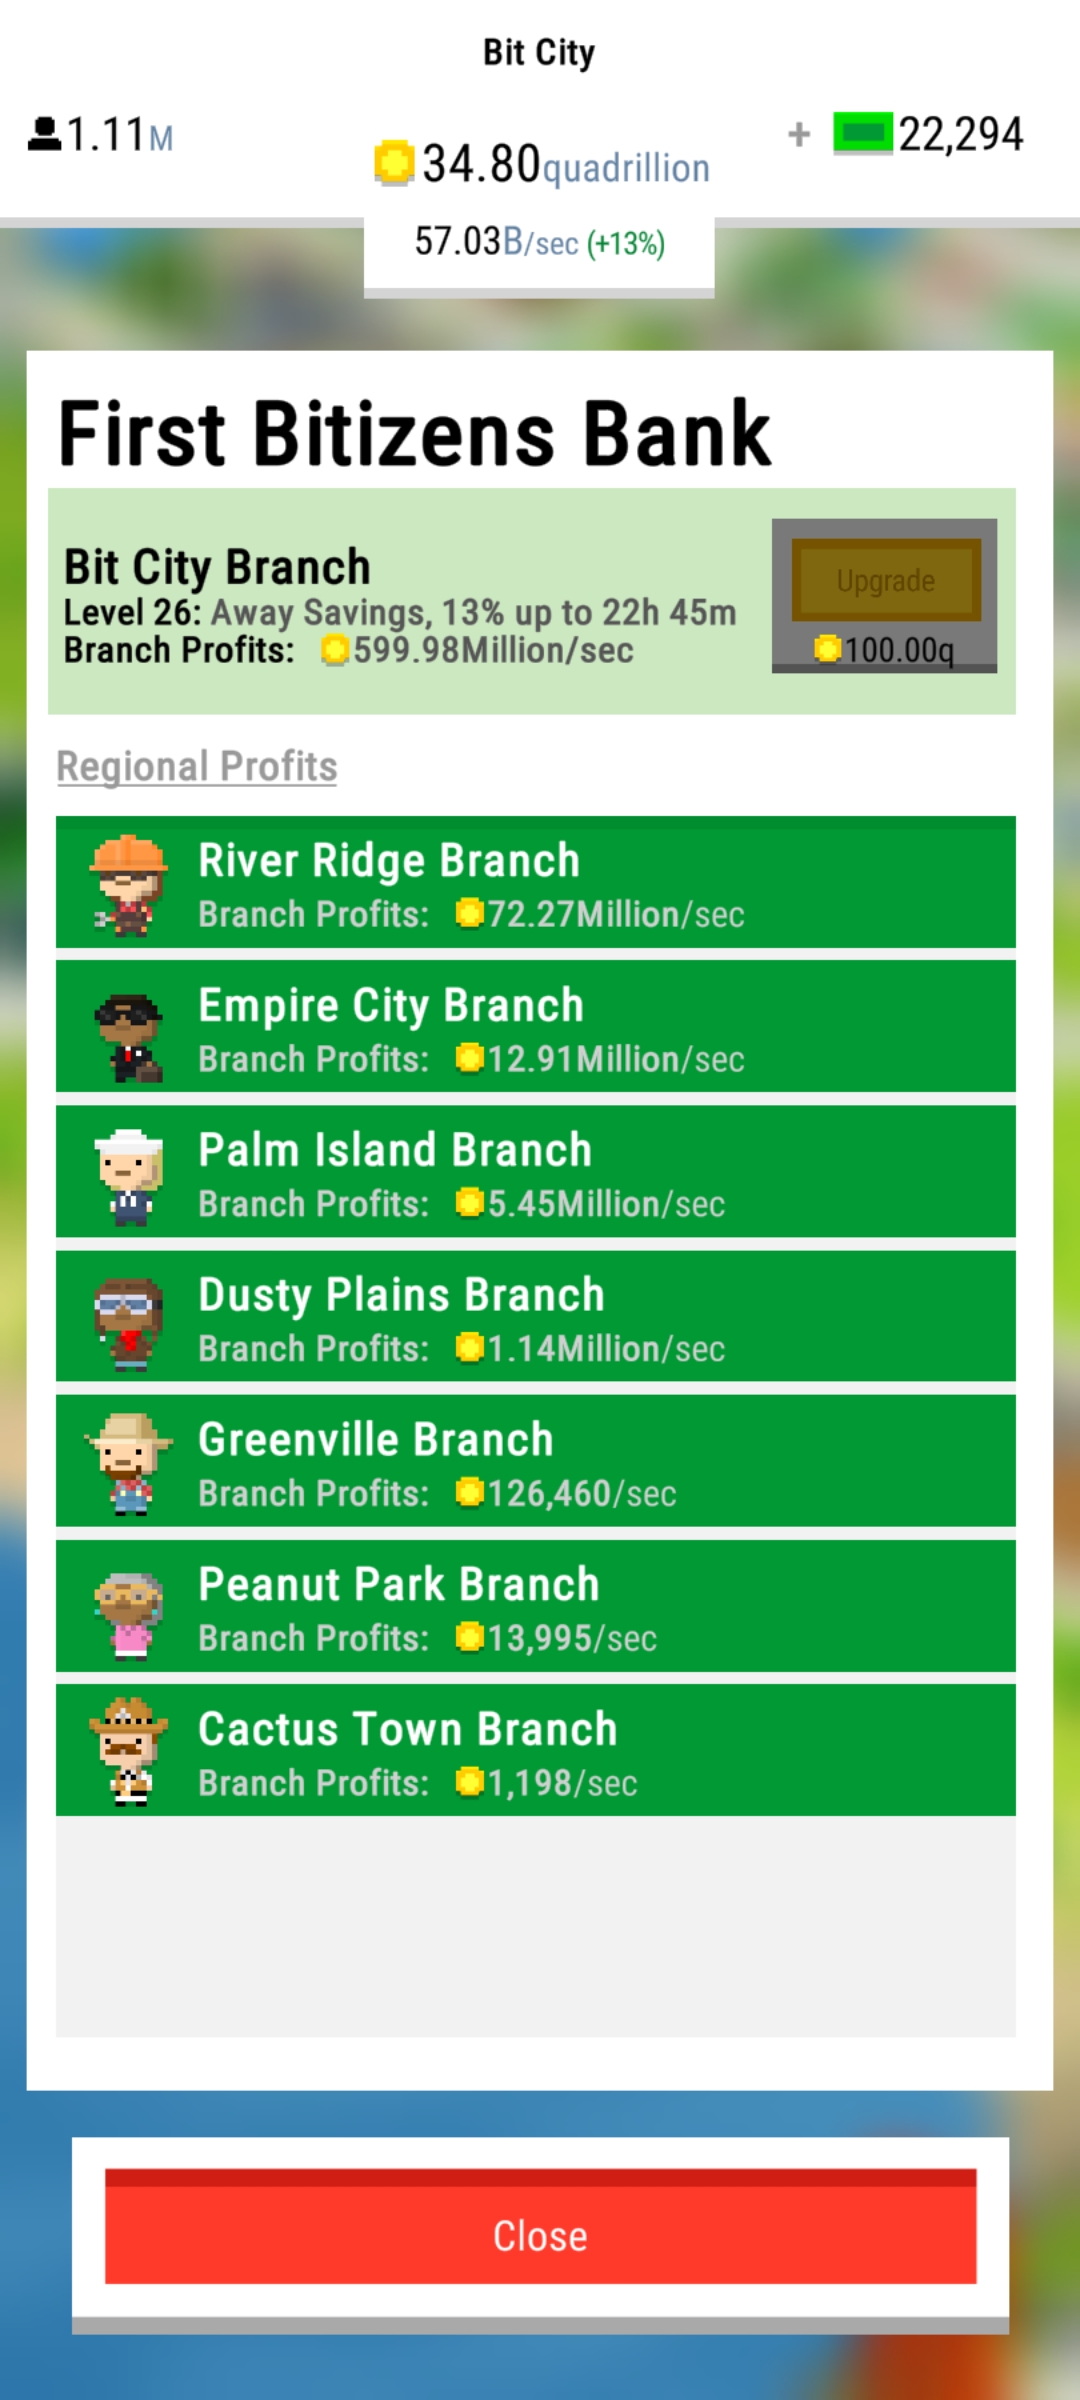 Bit City
1.11M
34.80quadrillion
+ 22,294
57.03B/sec (+13%)
First Bitizens Bank
Bit City Branch
Level 26: Away Savings, 13% up to 22h 45m
Branch Profits: 599.98Million/sec
Upgrade
100.00q
Regional Profits
River Ridge Branch
Branch Profits: 72.27Million/sec
Empire City Branch
Branch Profits: 12.91Million/sec
Palm Island Branch
Branch Profits: 5.45Million/sec
Dusty Plains Branch
Branch Profits: 1.14Million/sec
Greenville Branch
Branch Profits: 126,460/sec
Peanut Park Branch
Branch Profits: 13,995/sec
Cactus Town Branch
Branch Profits: 1,198/sec
Close